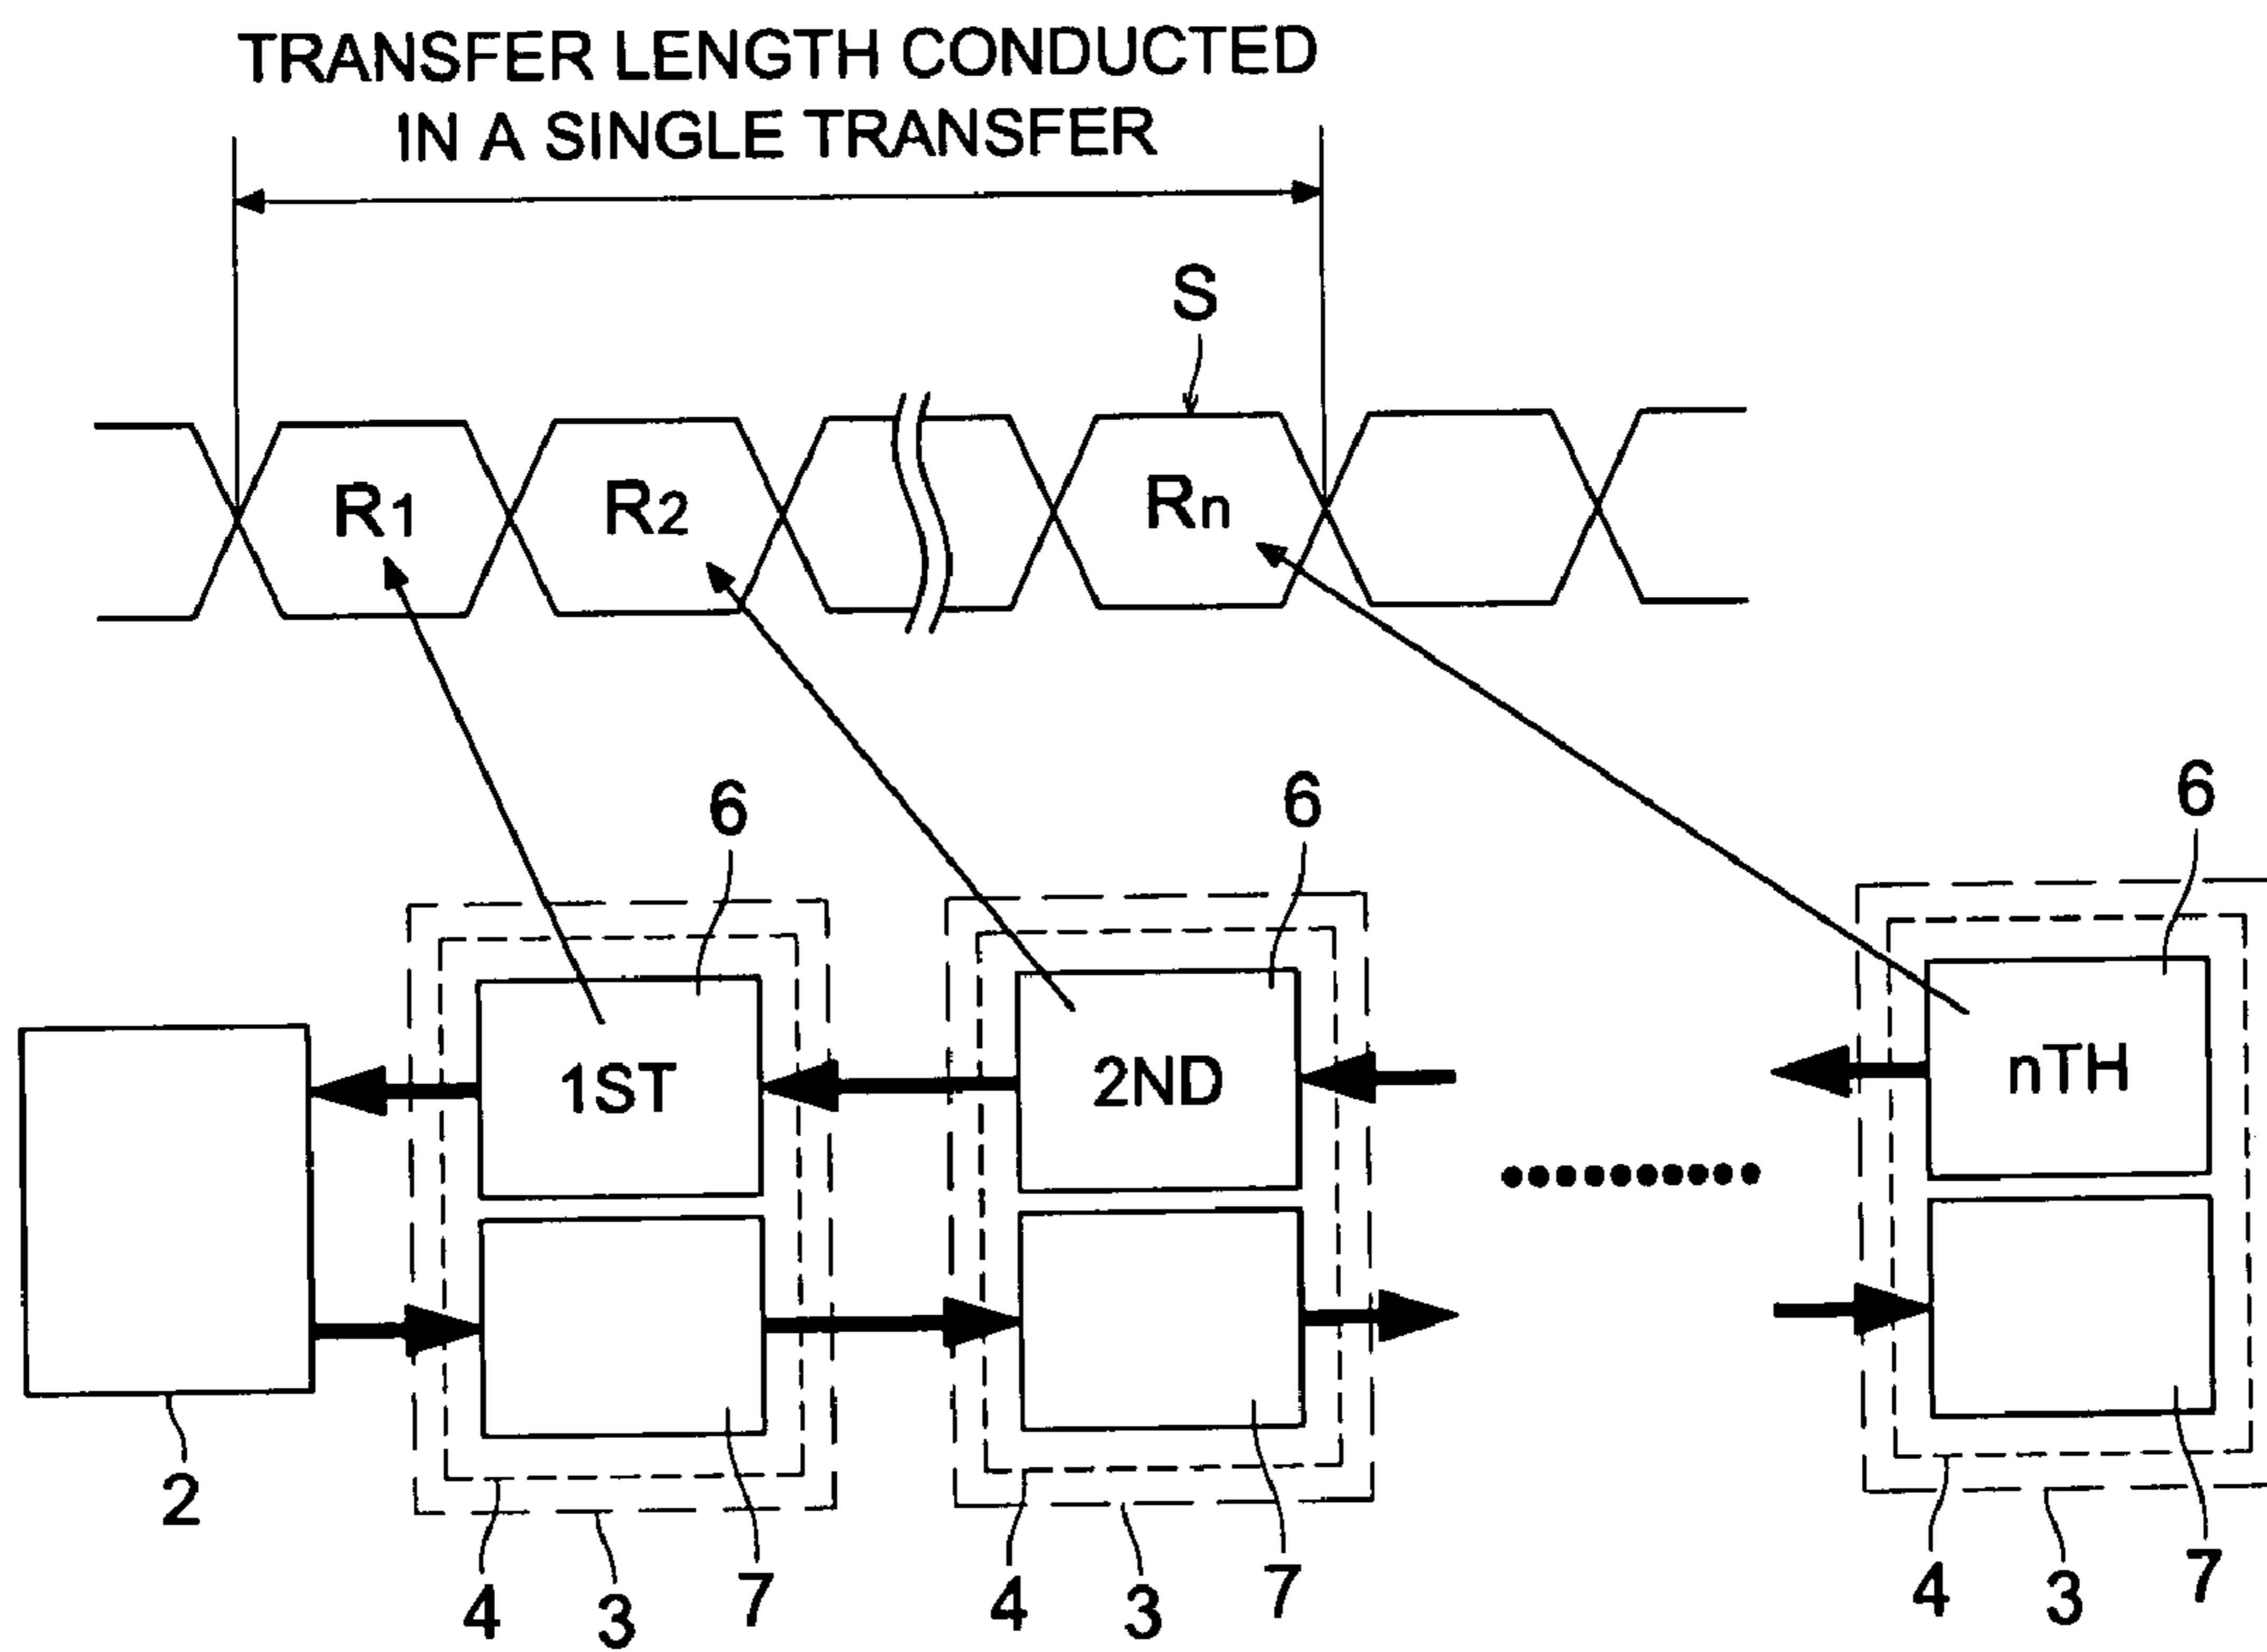 TRANSFER LENGTH CONDUCTED
IN A SINGLE TRANSFER
S
R1 R2 Rn
6 6 6
1ST 2ND nTH
2
4 3 7 4 3 7 4 3 7